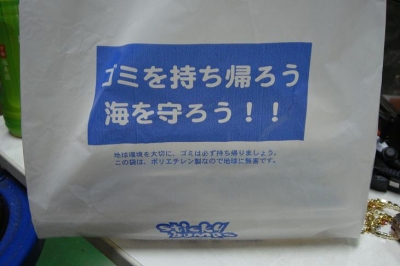 ゴミを持ち帰ろう
海を守ろう！！
地球環境を大切に、ゴミは必ず持ち帰りましょう。
この袋は、ポリエチレン製なので地球に無害です。
Sticky
bumps